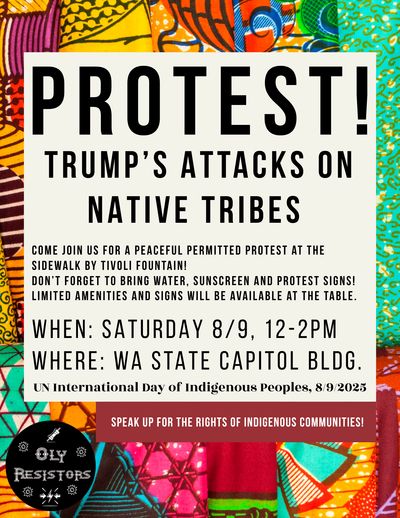 PROTEST!
TRUMP'S ATTACKS ON
NATIVE TRIBES
COME JOIN US FOR A PEACEFUL PERMITTED PROTEST AT THE
SIDEWALK BY TIVOLI FOUNTAIN!
DON'T FORGET TO BRING WATER, SUNSCREEN AND PROTEST SIGNS!
LIMITED AMENITIES AND SIGNS WILL BE AVAILABLE AT THE TABLE.
WHEN: SATURDAY 8/9, 12-2PM
WHERE: WA STATE CAPITOL BLDG.
UN International Day of Indigenous Peoples, 8/9/2025
SPEAK UP FOR THE RIGHTS OF INDIGENOUS COMMUNITIES!
OLY
RESISTORS